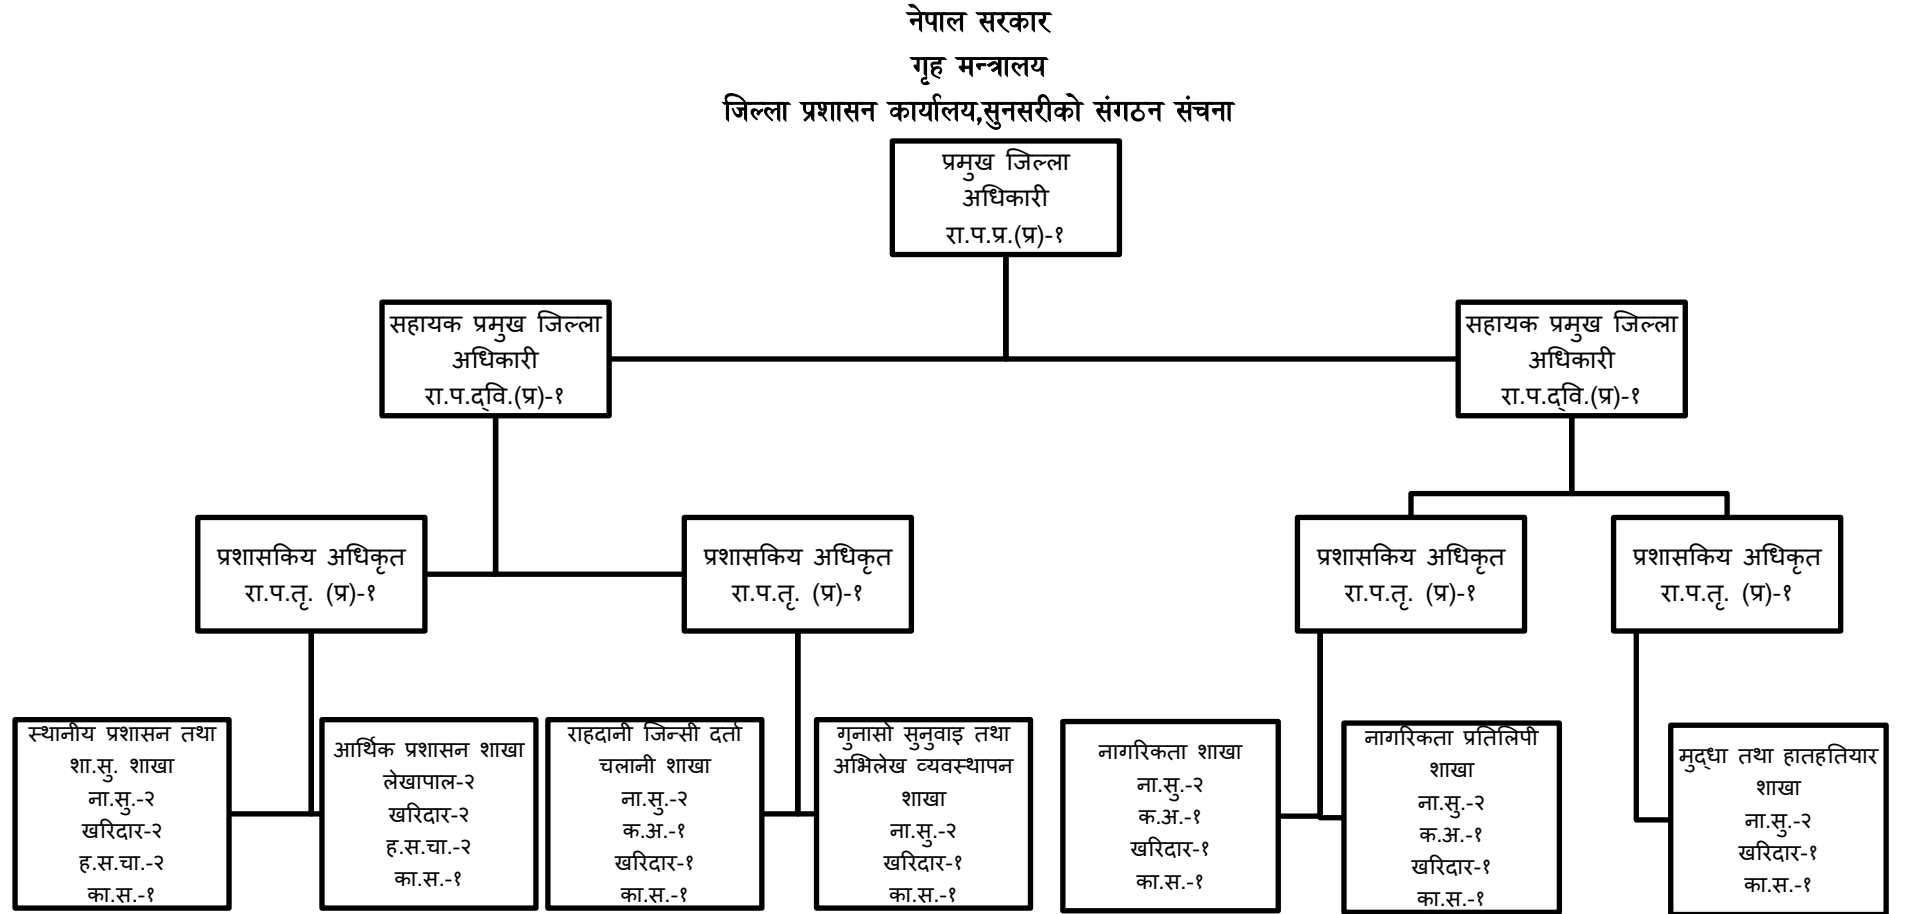 नेपाल सरकार
गृह मन्त्रालय
जिल्ला प्रशासन कार्यालय,सुनसरीको संगठन संचना
प्रमुख जिल्ला
अधिकारी
रा.प.प्र.(प्र)-१
सहायक प्रमुख जिल्ला
अधिकारी
रा.प.द्वि.(प्र)-१
सहायक प्रमुख जिल्ला
अधिकारी
रा.प.द्वि.(प्र)-१
प्रशासकिय अधिकृत
रा.प.तृ. (प्र)-१
प्रशासकिय अधिकृत
रा.प.तृ. (प्र)-१
प्रशासकिय अधिकृत
रा.प.तृ. (प्र)-१
प्रशासकिय अधिकृत
रा.प.तृ. (प्र)-१
स्थानीय प्रशासन तथा
शा.सु. शाखा
ना.सु.-२
खरिदार-२
ह.स.चा.-२
का.स.-१
आर्थिक प्रशासन शाखा
लेखापाल-२
खरिदार-२
ह.स.चा.-२
का.स.-१
राहदानी जिन्सी दर्ता
चलानी शाखा
ना.सु.-२
क.अ.-१
खरिदार-१
का.स.-१
गुनासो सुनुवाइ तथा
अभिलेख व्यवस्थापन
शाखा
ना.सु.-२
खरिदार-१
का.स.-१
नागरिकता शाखा
ना.सु.-२
क.अ.-१
खरिदार-१
का.स.-१
नागरिकता प्रतिलिपी
शाखा
ना.सु.-२
क.अ.-१
खरिदार-१
का.स.-१
मुद्धा तथा हातहतियार
शाखा
ना.सु.-२
खरिदार-१
का.स.-१